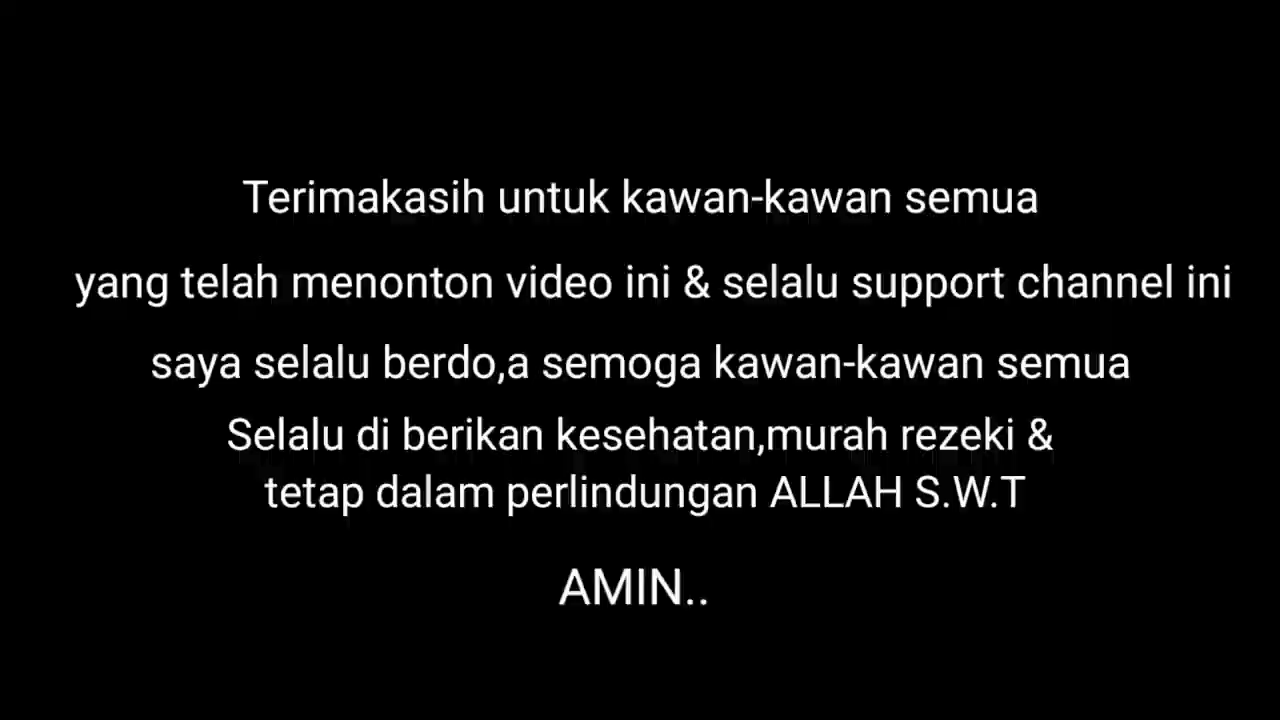 Terimakasih untuk kawan-kawan semua
yang telah menonton video ini & selalu support channel ini
saya selalu berdo,a semoga kawan-kawan semua
Selalu di berikan kesehatan,murah rezeki &
tetap dalam perlindungan ALLAH S.W.T
AMIN..